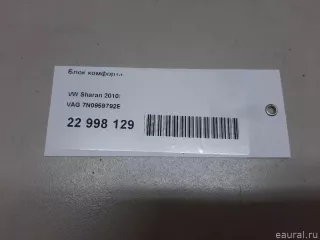 Блок комфорта
VW Sharan 2010>
VAG 7N0959792E
22 998 129
eaural.ru